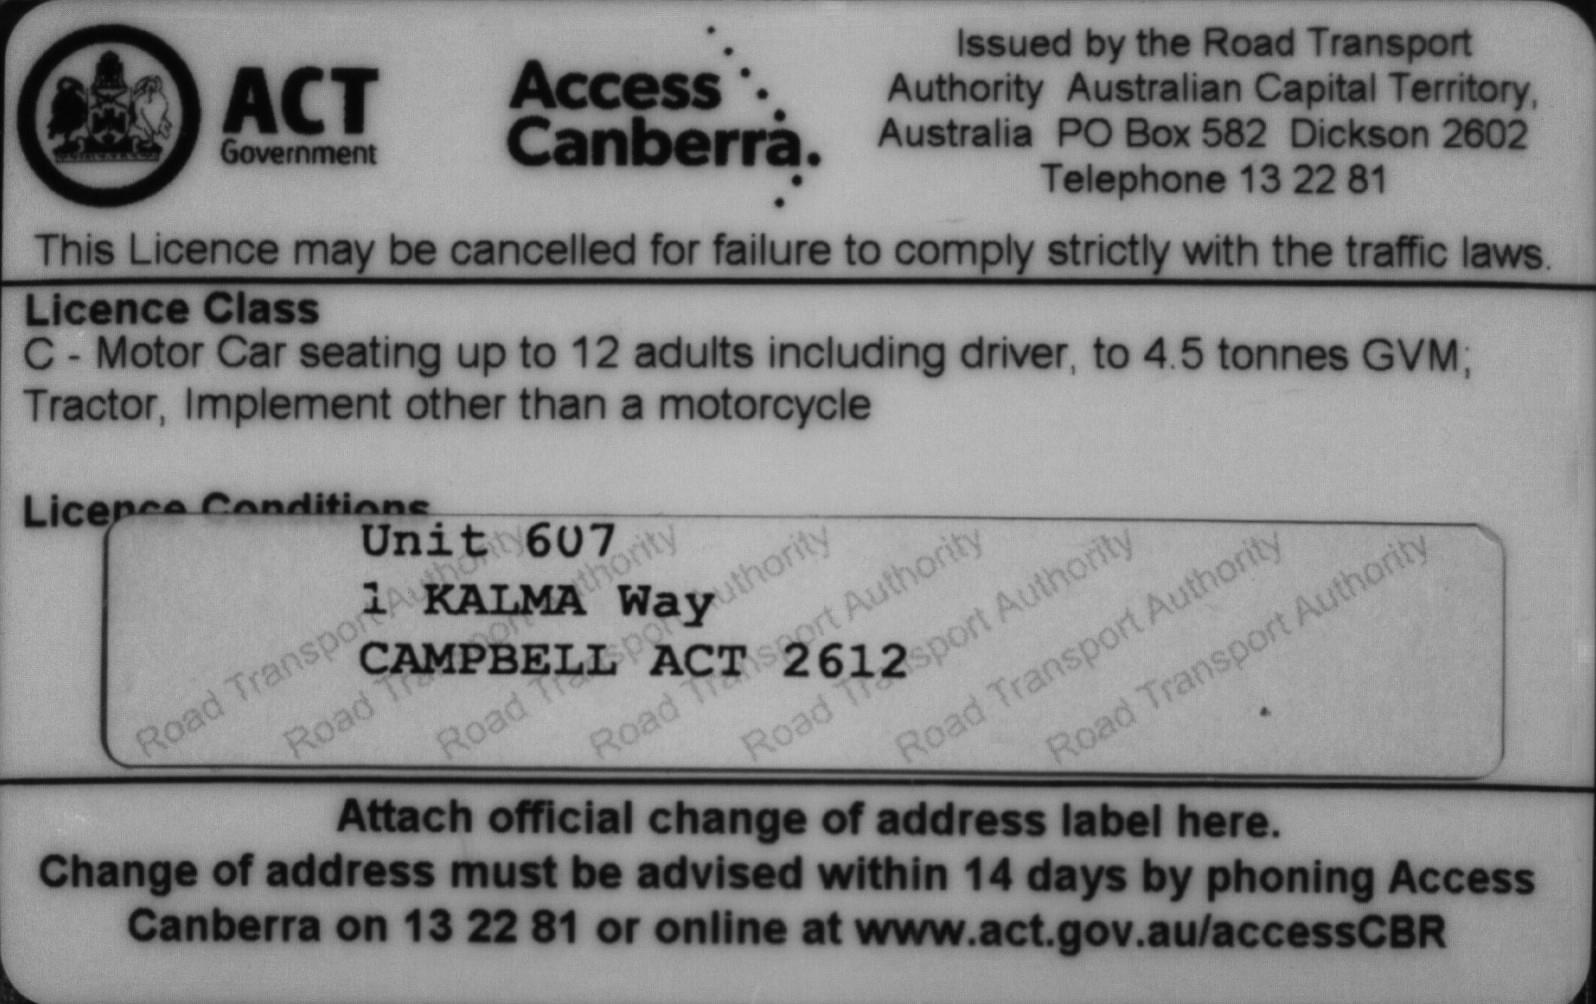 ACT
Government
Access
Canberra.
Issued by the Road Transport
Authority Australian Capital Territory,
Australia PO Box 582 Dickson 2602
Telephone 13 22 81
This Licence may be cancelled for failure to comply strictly with the traffic laws.
Licence Class
C - Motor Car seating up to 12 adults including driver, to 4.5 tonnes GVM;
Tractor, Implement other than a motorcycle
Licence Conditions
Unit 607
1 KALMA Way
CAMPBELL ACT 2612
Road Transport Authority Road Transport Authority Road Transport Authority Road Transport Authority Road Transport Authority Road Transport Authority Road Transport Authority
Attach official change of address label here.
Change of address must be advised within 14 days by phoning Access
Canberra on 13 22 81 or online at www.act.gov.au/accessCBR